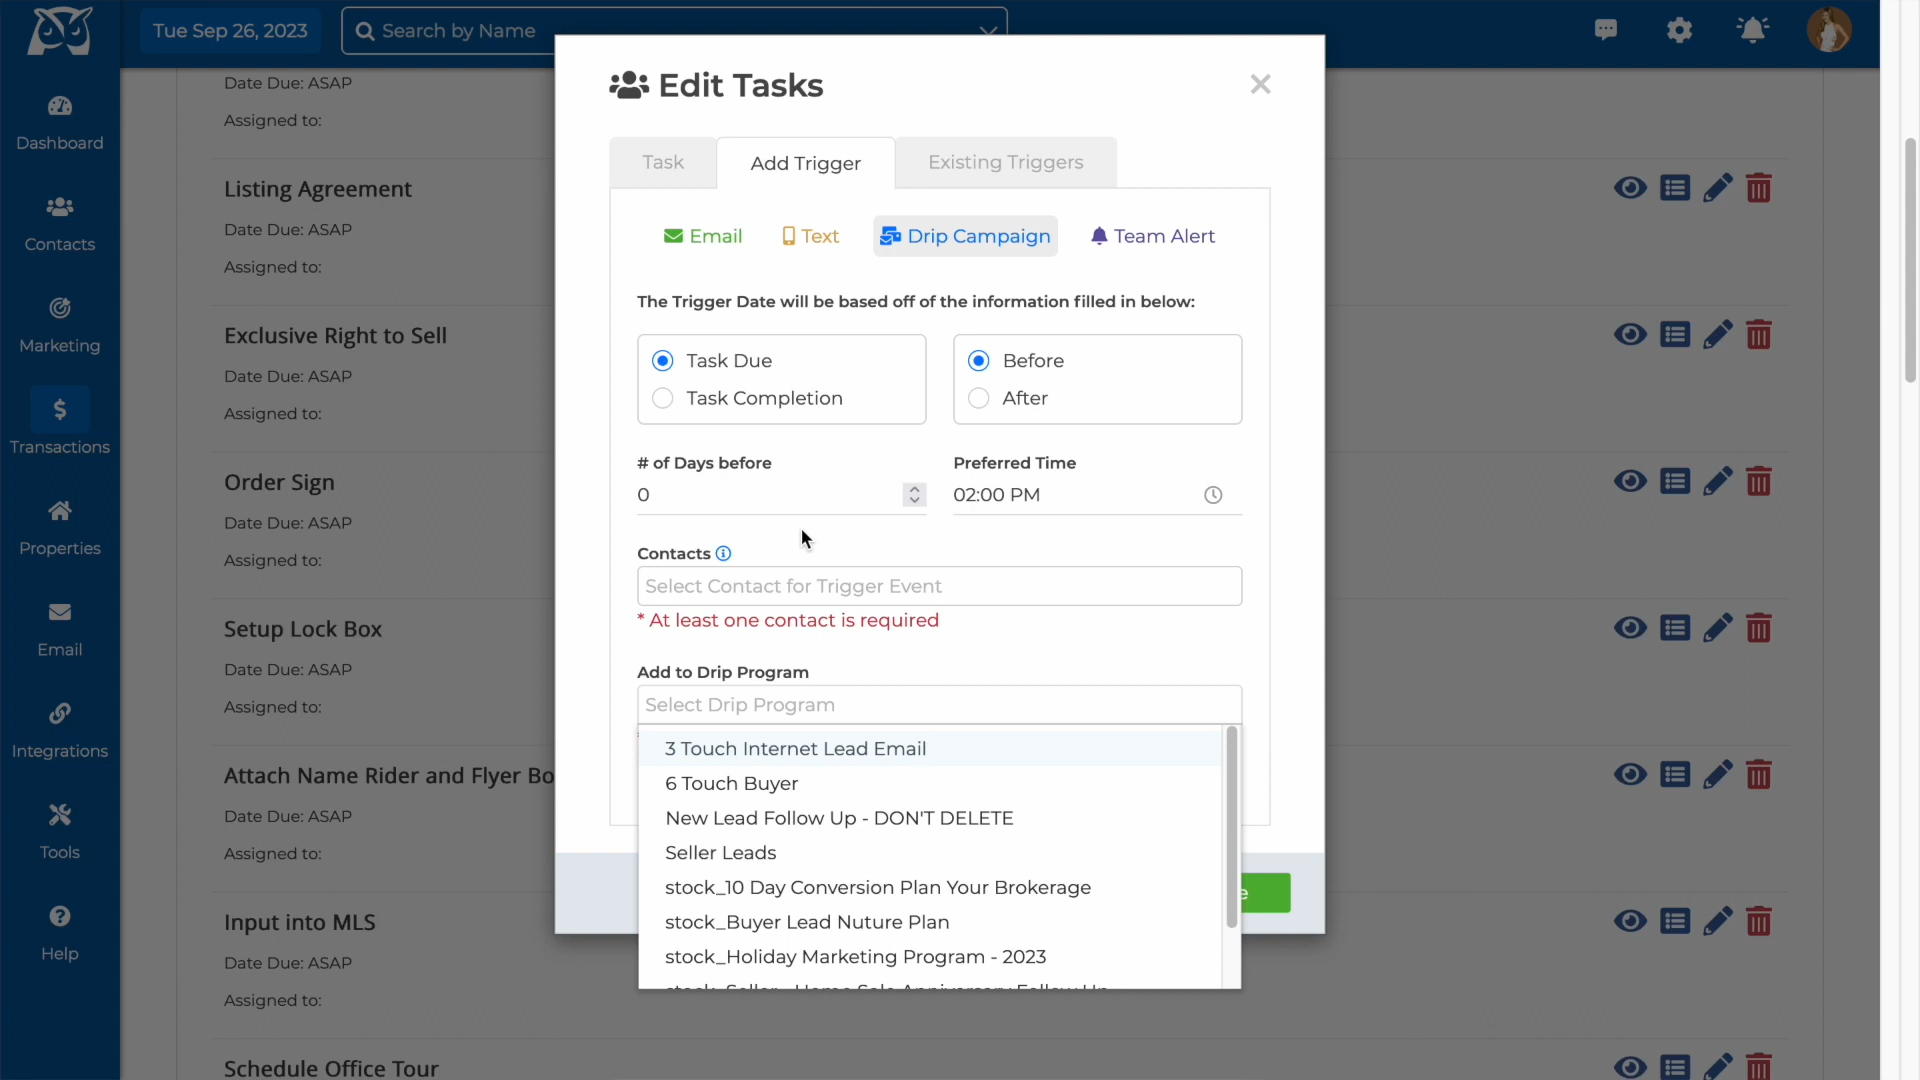 Tue Sep 26, 2023
Search by Name
Dashboard
Contacts
Marketing
Transactions
Properties
Email
Integrations
Tools
Help
Date Due: ASAP
Assigned to:
Listing Agreement
Date Due: ASAP
Assigned to:
Exclusive Right to Sell
Date Due: ASAP
Assigned to:
Order Sign
Date Due: ASAP
Assigned to:
Setup Lock Box
Date Due: ASAP
Assigned to:
Attach Name Rider and Flyer Bo
Date Due: ASAP
Assigned to:
Input into MLS
Date Due: ASAP
Assigned to:
Schedule Office Tour
Edit Tasks
Task
Add Trigger
Existing Triggers
Email
Text
Drip Campaign
Team Alert
The Trigger Date will be based off of the information filled in below:
Task Due
Task Completion
Before
After
# of Days before
0
Preferred Time
02:00 PM
Contacts
Select Contact for Trigger Event
* At least one contact is required
Add to Drip Program
Select Drip Program
3 Touch Internet Lead Email
6 Touch Buyer
New Lead Follow Up - DON'T DELETE
Seller Leads
stock_10 Day Conversion Plan Your Brokerage
stock_Buyer Lead Nuture Plan
stock_Holiday Marketing Program - 2023
stock_Seller - Home Sale Anniversary Follow Up